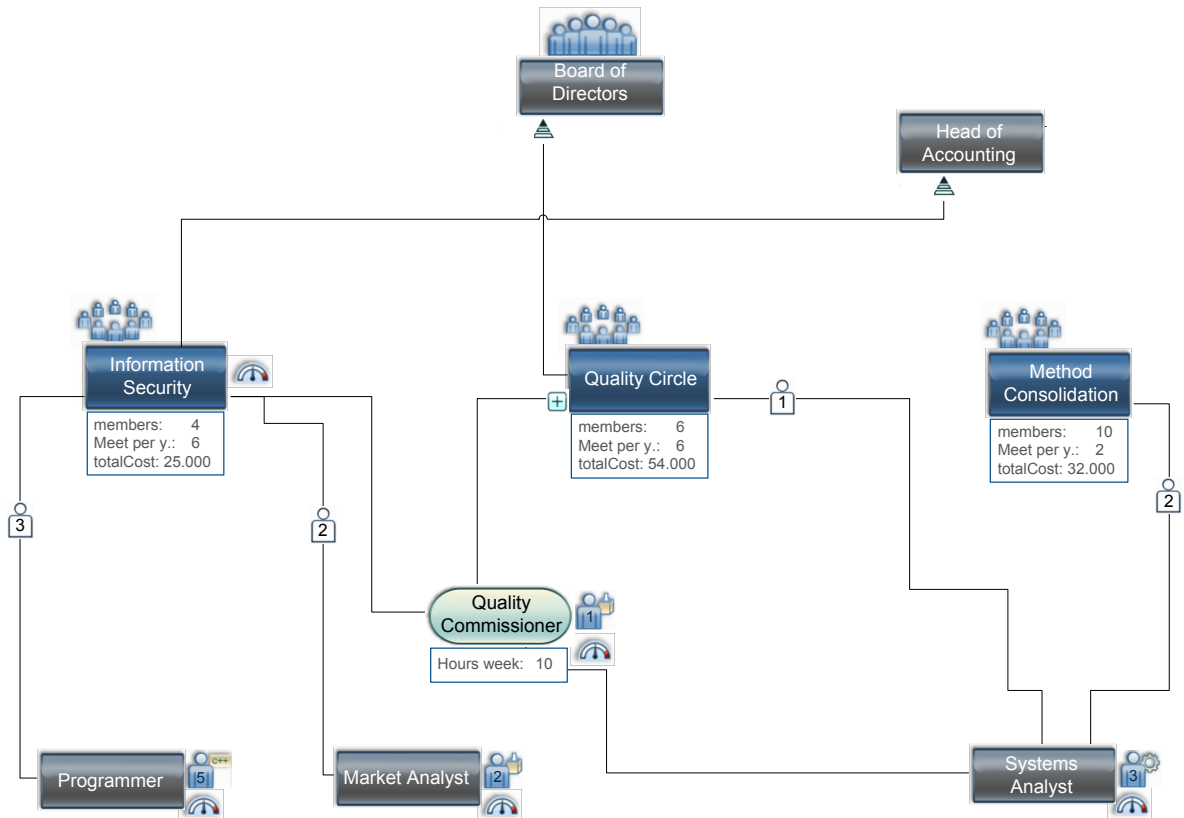 Board of
Directors
Head of
Accounting
Information
Security
members: 4
Meet per y.: 6
totalCost: 25.000
Quality Circle
members: 6
Meet per y.: 6
totalCost: 54.000
1
Method
Consolidation
members: 10
Meet per y.: 2
totalCost: 32.000
3
2
2
Quality
Commissioner
1
Hours week: 10
Programmer
c++
5
Market Analyst
2
Systems
Analyst
3